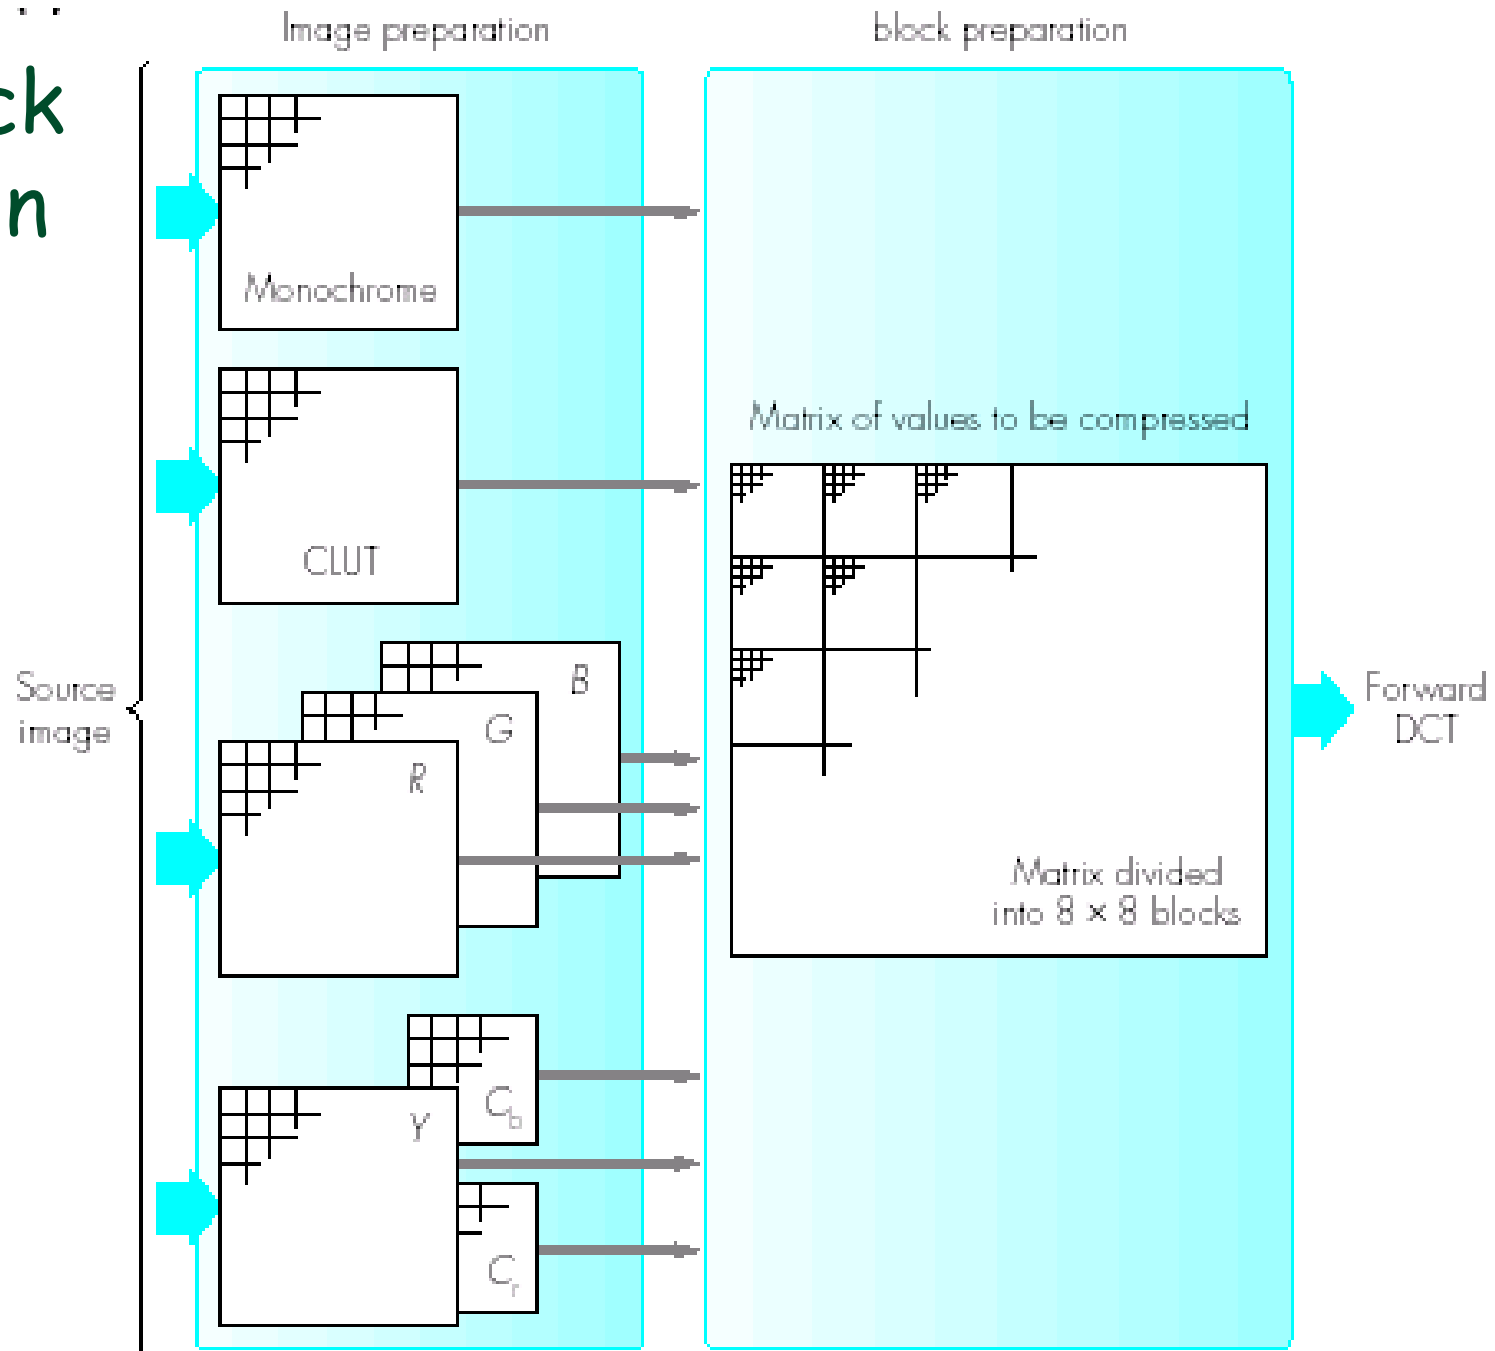 Image preparation
block preparation
ck
n
Monochrome
CLUT
Matrix of values to be compressed
B
G
R
Source
image
Forward
DCT
Matrix divided
into 8 × 8 blocks
Cb
Y
Cr